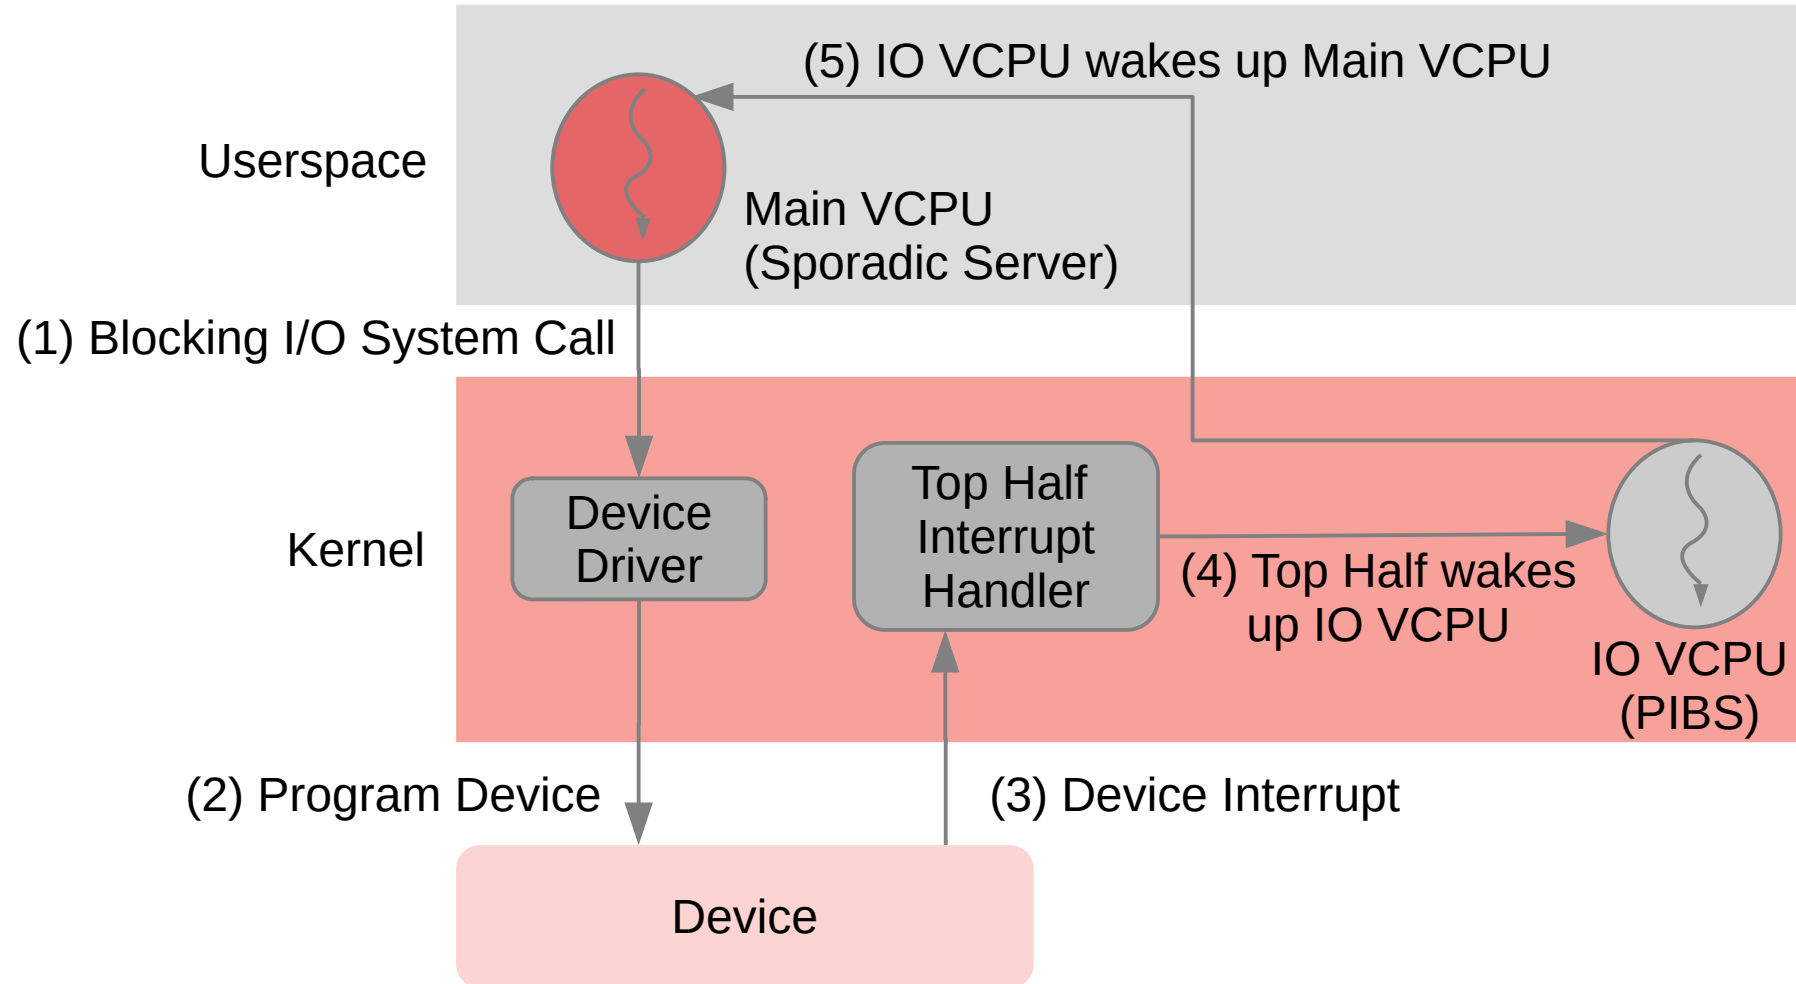 (5) IO VCPU wakes up Main VCPU
Userspace
Main VCPU
(Sporadic Server)
(1) Blocking I/O System Call
Kernel
Device
Driver
Top Half
Interrupt
Handler
(4) Top Half wakes
up IO VCPU
IO VCPU
(PIBS)
(2) Program Device
(3) Device Interrupt
Device